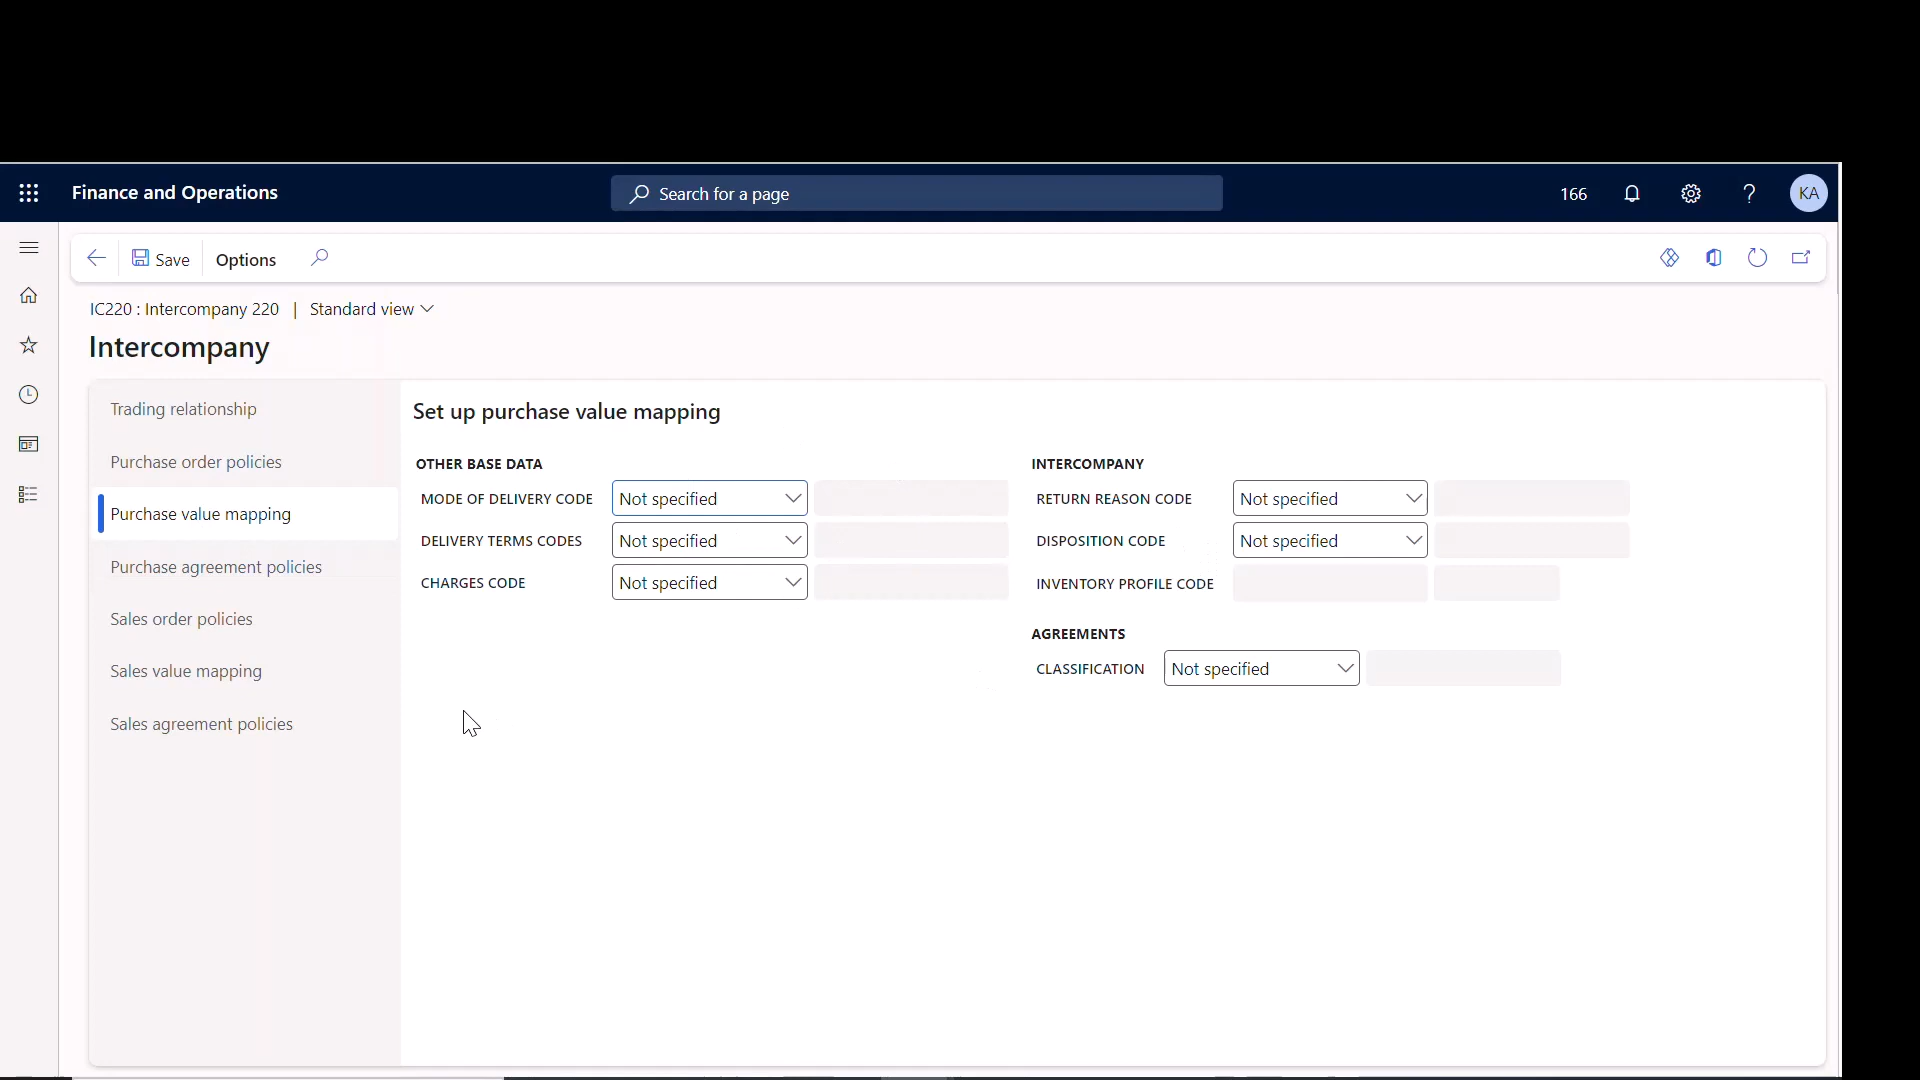 Finance and Operations
Search for a page
166
?
KA
Save
Options
IC220 : Intercompany 220 | Standard view
Intercompany
Trading relationship
Purchase order policies
Purchase value mapping
Purchase agreement policies
Sales order policies
Sales value mapping
Sales agreement policies
Set up purchase value mapping
OTHER BASE DATA
MODE OF DELIVERY CODE Not specified
DELIVERY TERMS CODES Not specified
CHARGES CODE Not specified
INTERCOMPANY
RETURN REASON CODE Not specified
DISPOSITION CODE Not specified
INVENTORY PROFILE CODE
AGREEMENTS
CLASSIFICATION Not specified